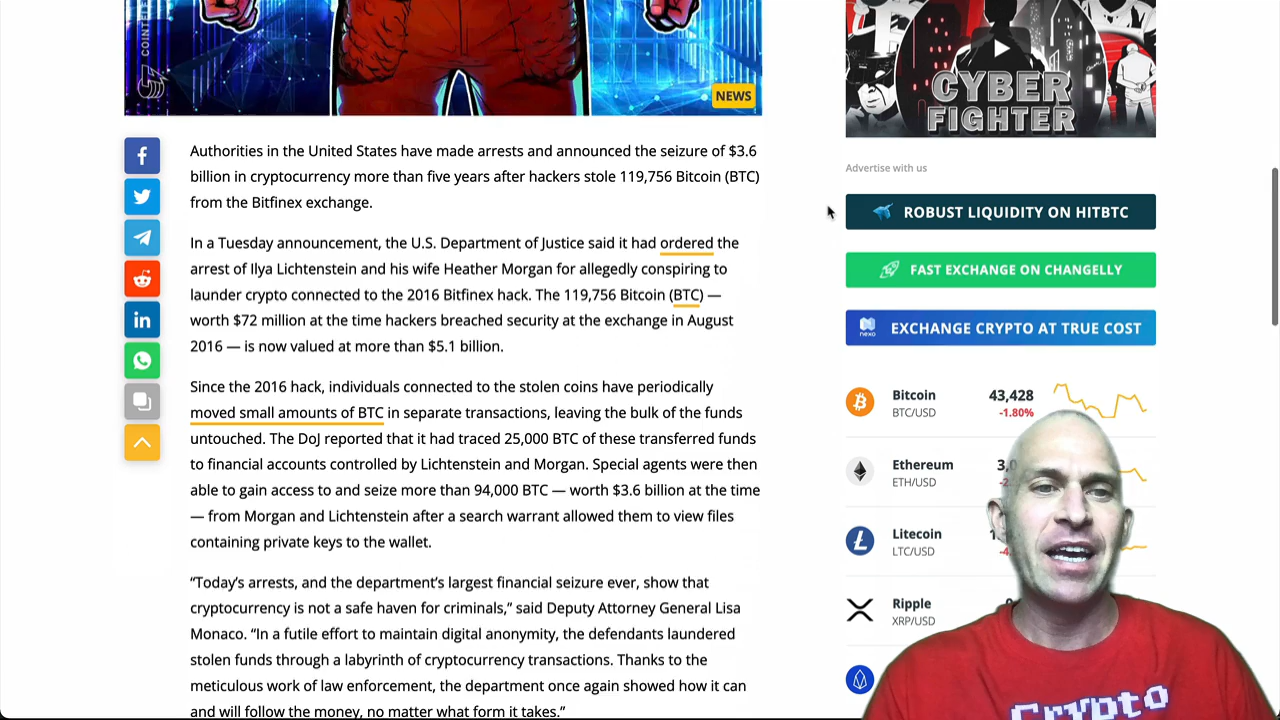 COINTELE
NEWS
CYBER
FIGHTER
Authorities in the United States have made arrests and announced the seizure of $3.6
billion in cryptocurrency more than five years after hackers stole 119,756 Bitcoin (BTC)
from the Bitfinex exchange.
In a Tuesday announcement, the U.S. Department of Justice said it had ordered the
arrest of Ilya Lichtenstein and his wife Heather Morgan for allegedly conspiring to
launder crypto connected to the 2016 Bitfinex hack. The 119,756 Bitcoin (BTC) —
worth $72 million at the time hackers breached security at the exchange in August
2016 — is now valued at more than $5.1 billion.
Since the 2016 hack, individuals connected to the stolen coins have periodically
moved small amounts of BTC in separate transactions, leaving the bulk of the funds
untouched. The DoJ reported that it had traced 25,000 BTC of these transferred funds
to financial accounts controlled by Lichtenstein and Morgan. Special agents were then
able to gain access to and seize more than 94,000 BTC — worth $3.6 billion at the time
— from Morgan and Lichtenstein after a search warrant allowed them to view files
containing private keys to the wallet.
“Today’s arrests, and the department’s largest financial seizure ever, show that
cryptocurrency is not a safe haven for criminals,” said Deputy Attorney General Lisa
Monaco. “In a futile effort to maintain digital anonymity, the defendants laundered
stolen funds through a labyrinth of cryptocurrency transactions. Thanks to the
meticulous work of law enforcement, the department once again showed how it can
and will follow the money, no matter what form it takes.”
Advertise with us
ROBUST LIQUIDITY ON HITBTC
FAST EXCHANGE ON CHANGELLY
nexo
EXCHANGE CRYPTO AT TRUE COST
Bitcoin 43,428
BTC/USD -1.80%
Ethereum 3,0
ETH/USD -2.
Litecoin 1
LTC/USD -4
Ripple 0
XRP/USD
Crypto